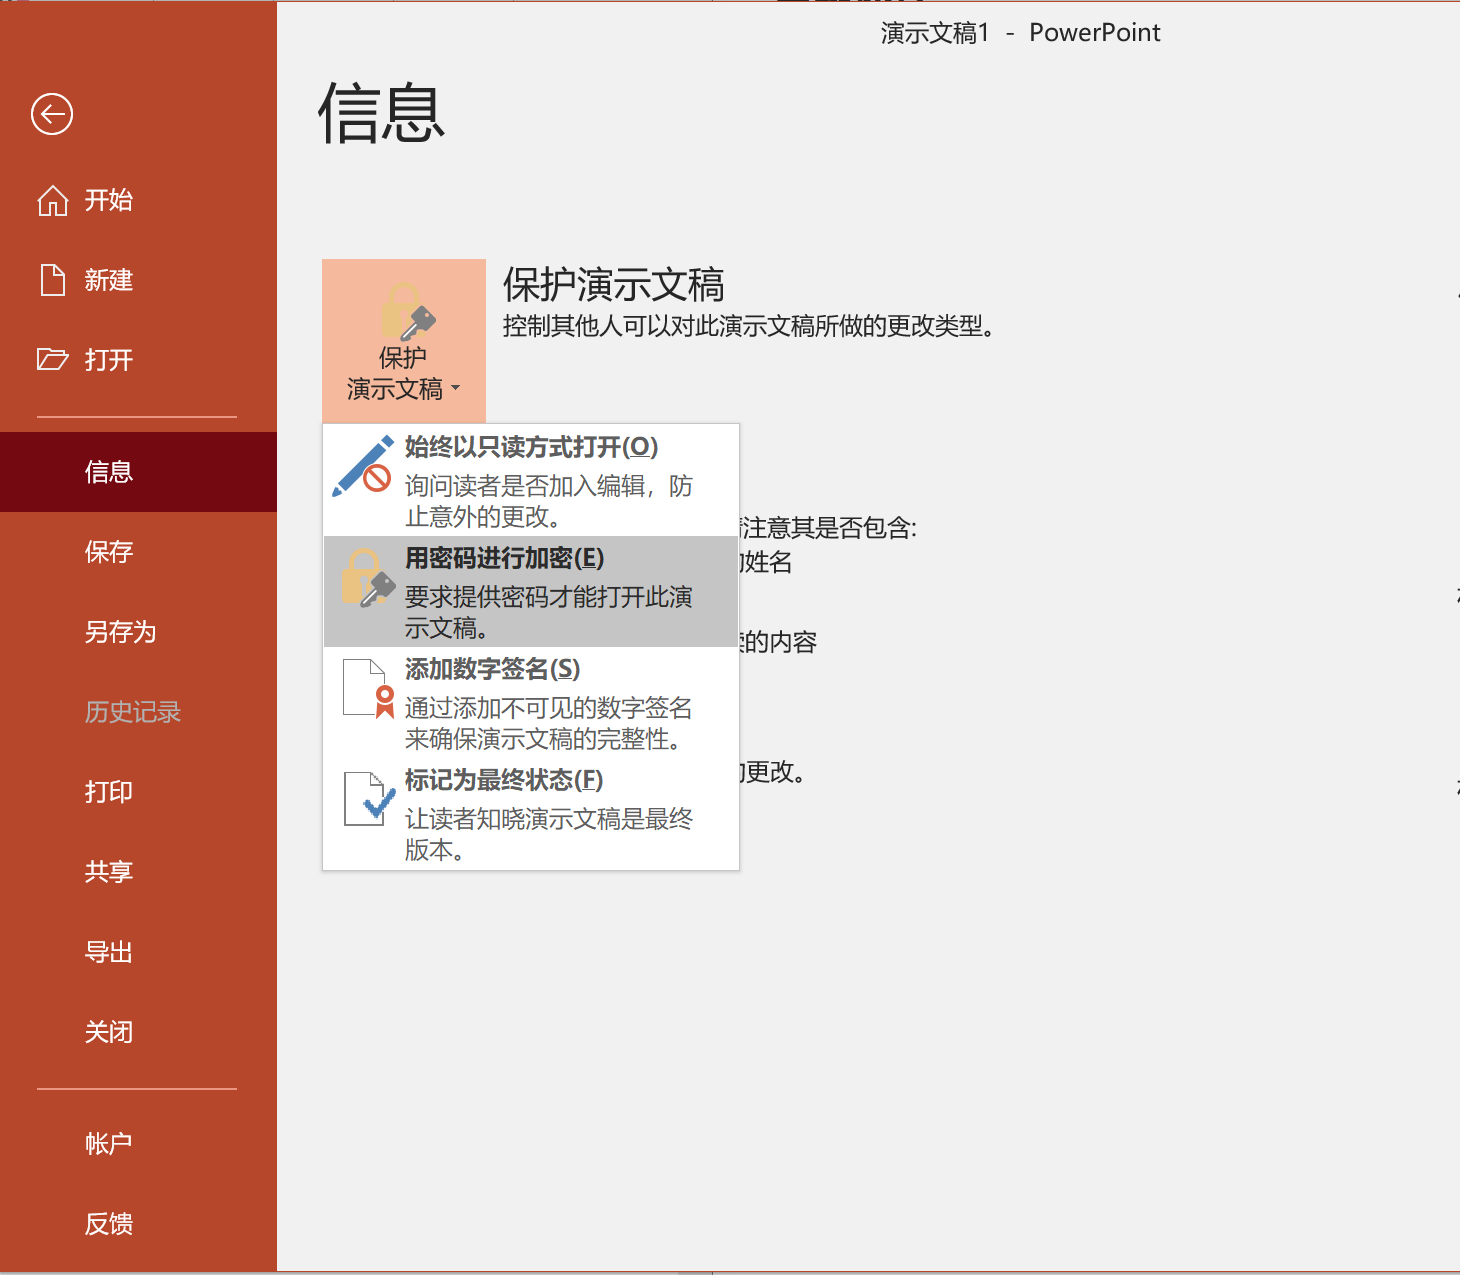 演示文稿1 - PowerPoint
信息
开始
新建
打开
信息
保存
另存为
历史记录
打印
共享
导出
关闭
帐户
反馈
保护
演示文稿
保护演示文稿
控制其他人可以对此演示文稿所做的更改类型。
始终以只读方式打开(O)
询问读者是否加入编辑，防
止意外的更改。
用密码进行加密(E)
要求提供密码才能打开此演
示文稿。
添加数字签名(S)
通过添加不可见的数字签名
来确保演示文稿的完整性。
标记为最终状态(F)
让读者知晓演示文稿是最终
版本。
注意其是否包含:
姓名
的内容
更改。